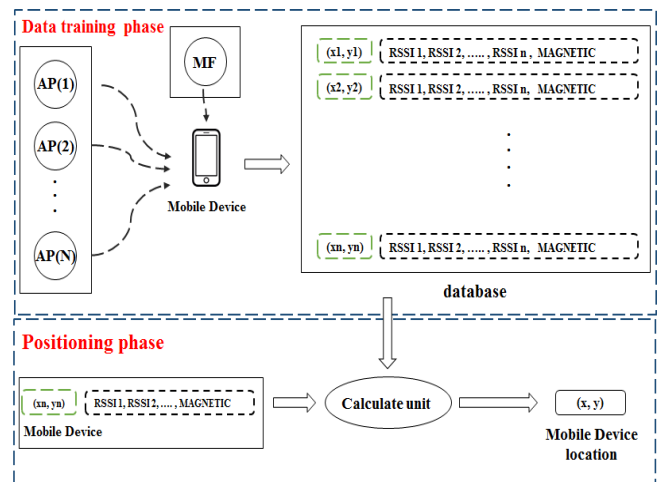 Data training phase
AP(1)
AP(2)
AP(N)
MF
Mobile Device
(x1, y1) RSSI 1, RSSI 2, ....., RSSI n, MAGNETIC
(x2, y2) RSSI 1, RSSI 2, ....., RSSI n, MAGNETIC
(xn, yn) RSSI 1, RSSI 2, ....., RSSI n, MAGNETIC
database
Positioning phase
(xn, yn) RSSI 1, RSSI 2, ...., MAGNETIC
Mobile Device
Calculate unit
(x, y)
Mobile Device
location